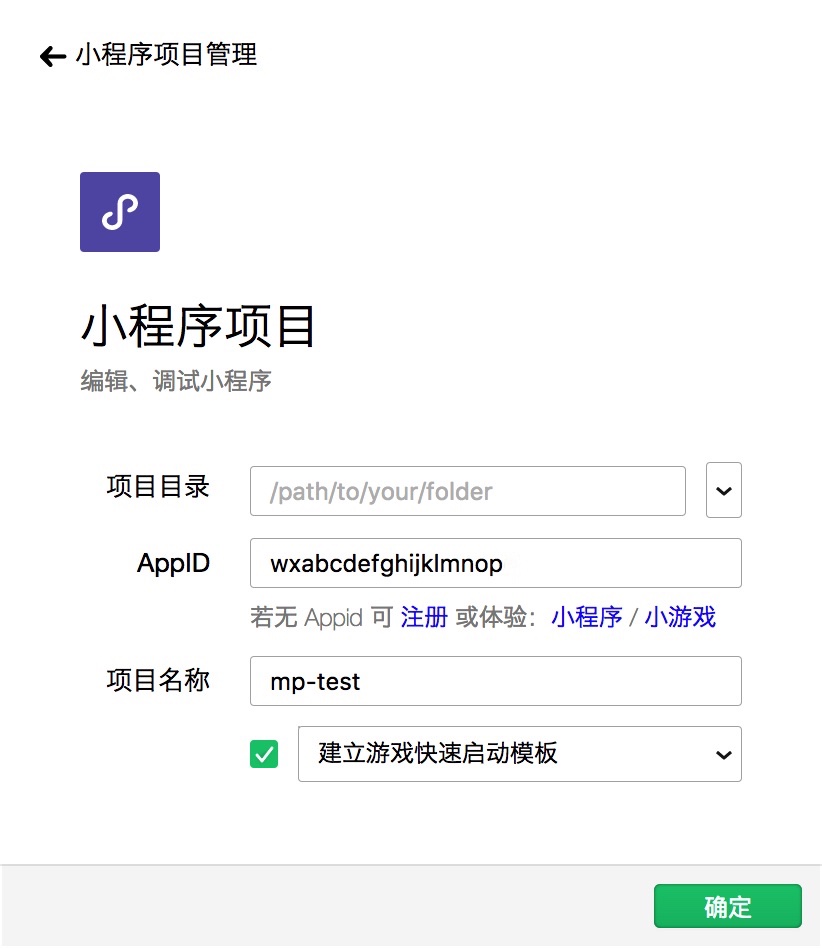 小程序项目管理
小程序项目
编辑、调试小程序
项目目录 /path/to/your/folder
AppID wxabcdefghijklmnop
若无 Appid 可 注册 或体验：小程序 / 小游戏
项目名称 mp-test
建立游戏快速启动模板
确定